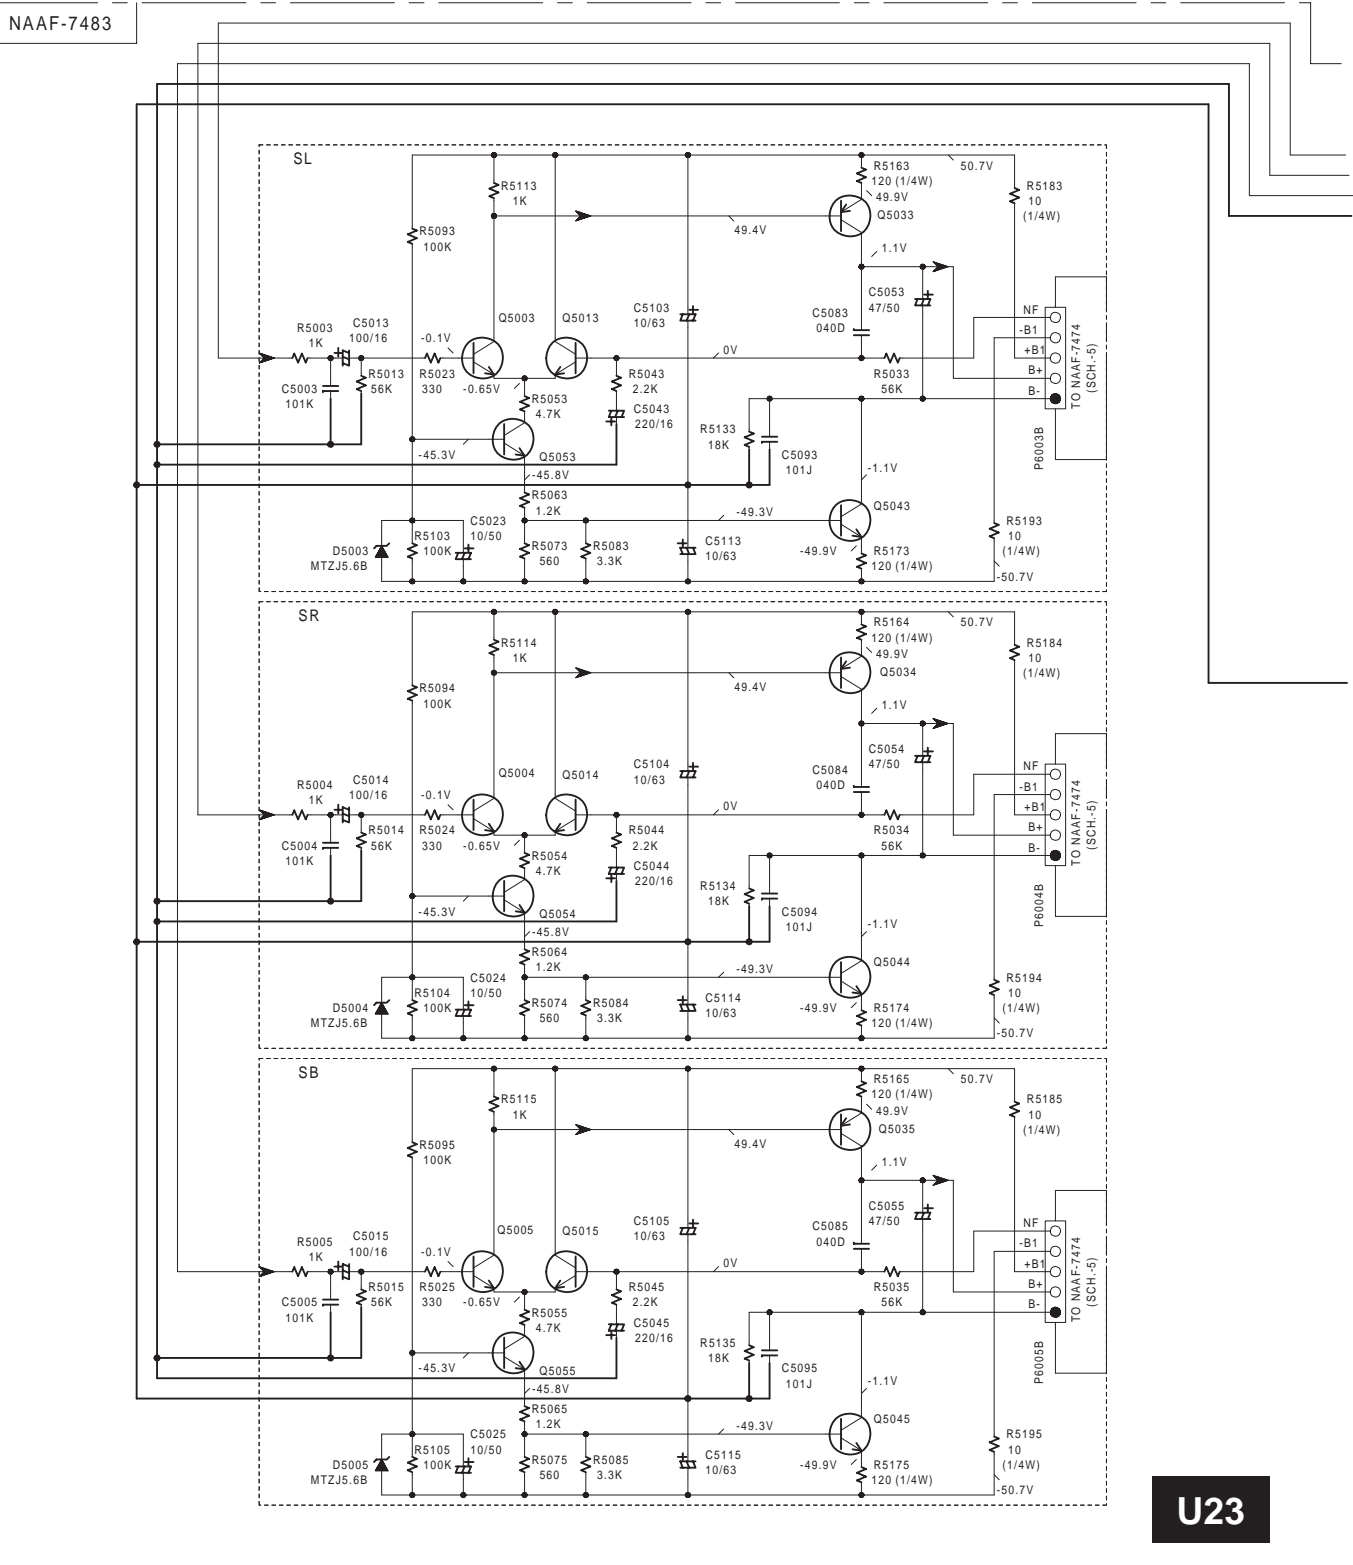 NAAF-7483
SL
R5163
120 (1/4W)
50.7V
49.9V
Q5033
R5183
10
(1/4W)
R5113
1K
R5093
100K
49.4V
1.1V
C5053
47/50
C5083
040D
C5103
10/63
Q5003
Q5013
C5013
100/16
R5003
1K
-0.1V
0V
NF
-B1
+B1
B+
B-
TO NAAF-7474
(SCH.-5)
P6003B
C5003
101K
R5013
56K
R5023
330
-0.65V
R5053
4.7K
R5043
2.2K
C5043
220/16
R5033
56K
R5133
18K
C5093
101J
-45.3V
Q5053
-45.8V
-1.1V
R5063
1.2K
-49.3V
Q5043
R5193
10
(1/4W)
D5003
MTZJ5.6B
R5103
100K
C5023
10/50
R5073
560
R5083
3.3K
C5113
10/63
-49.9V
R5173
120 (1/4W)
-50.7V
SR
R5164
120 (1/4W)
50.7V
49.9V
Q5034
R5184
10
(1/4W)
R5114
1K
R5094
100K
49.4V
1.1V
C5054
47/50
C5084
040D
C5104
10/63
Q5004
Q5014
C5014
100/16
R5004
1K
-0.1V
0V
NF
-B1
+B1
B+
B-
TO NAAF-7474
(SCH.-5)
P6004B
C5004
101K
R5014
56K
R5024
330
-0.65V
R5054
4.7K
R5044
2.2K
C5044
220/16
R5034
56K
R5134
18K
C5094
101J
-45.3V
Q5054
-45.8V
-1.1V
R5064
1.2K
-49.3V
Q5044
R5194
10
(1/4W)
D5004
MTZJ5.6B
R5104
100K
C5024
10/50
R5074
560
R5084
3.3K
C5114
10/63
-49.9V
R5174
120 (1/4W)
-50.7V
SB
R5165
120 (1/4W)
50.7V
49.9V
Q5035
R5185
10
(1/4W)
R5115
1K
R5095
100K
49.4V
1.1V
C5055
47/50
C5085
040D
C5105
10/63
Q5005
Q5015
C5015
100/16
R5005
1K
-0.1V
0V
NF
-B1
+B1
B+
B-
TO NAAF-7474
(SCH.-5)
P6005B
C5005
101K
R5015
56K
R5025
330
-0.65V
R5055
4.7K
R5045
2.2K
C5045
220/16
R5035
56K
R5135
18K
C5095
101J
-45.3V
Q5055
-45.8V
-1.1V
R5065
1.2K
-49.3V
Q5045
R5195
10
(1/4W)
D5005
MTZJ5.6B
R5105
100K
C5025
10/50
R5075
560
R5085
3.3K
C5115
10/63
-49.9V
R5175
120 (1/4W)
-50.7V
U23